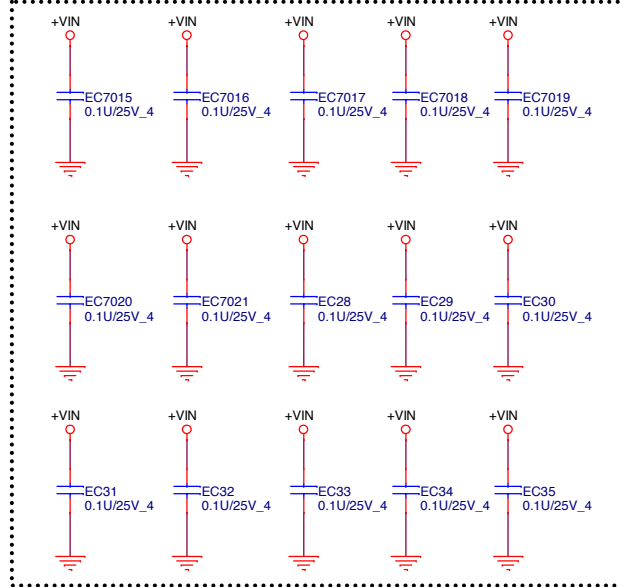 +VIN +VIN +VIN +VIN +VIN
EC7015 EC7016 EC7017 EC7018 EC7019
0.1U/25V_4 0.1U/25V_4 0.1U/25V_4 0.1U/25V_4 0.1U/25V_4
+VIN +VIN +VIN +VIN +VIN
EC7020 EC7021 EC28 EC29 EC30
0.1U/25V_4 0.1U/25V_4 0.1U/25V_4 0.1U/25V_4 0.1U/25V_4
+VIN +VIN +VIN +VIN +VIN
EC31 EC32 EC33 EC34 EC35
0.1U/25V_4 0.1U/25V_4 0.1U/25V_4 0.1U/25V_4 0.1U/25V_4